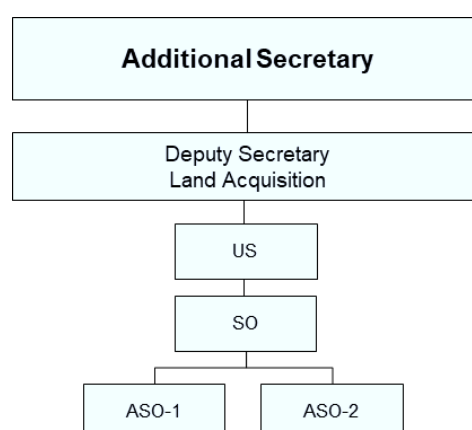 Additional Secretary
Deputy Secretary
Land Acquisition
US
SO
ASO-1
ASO-2